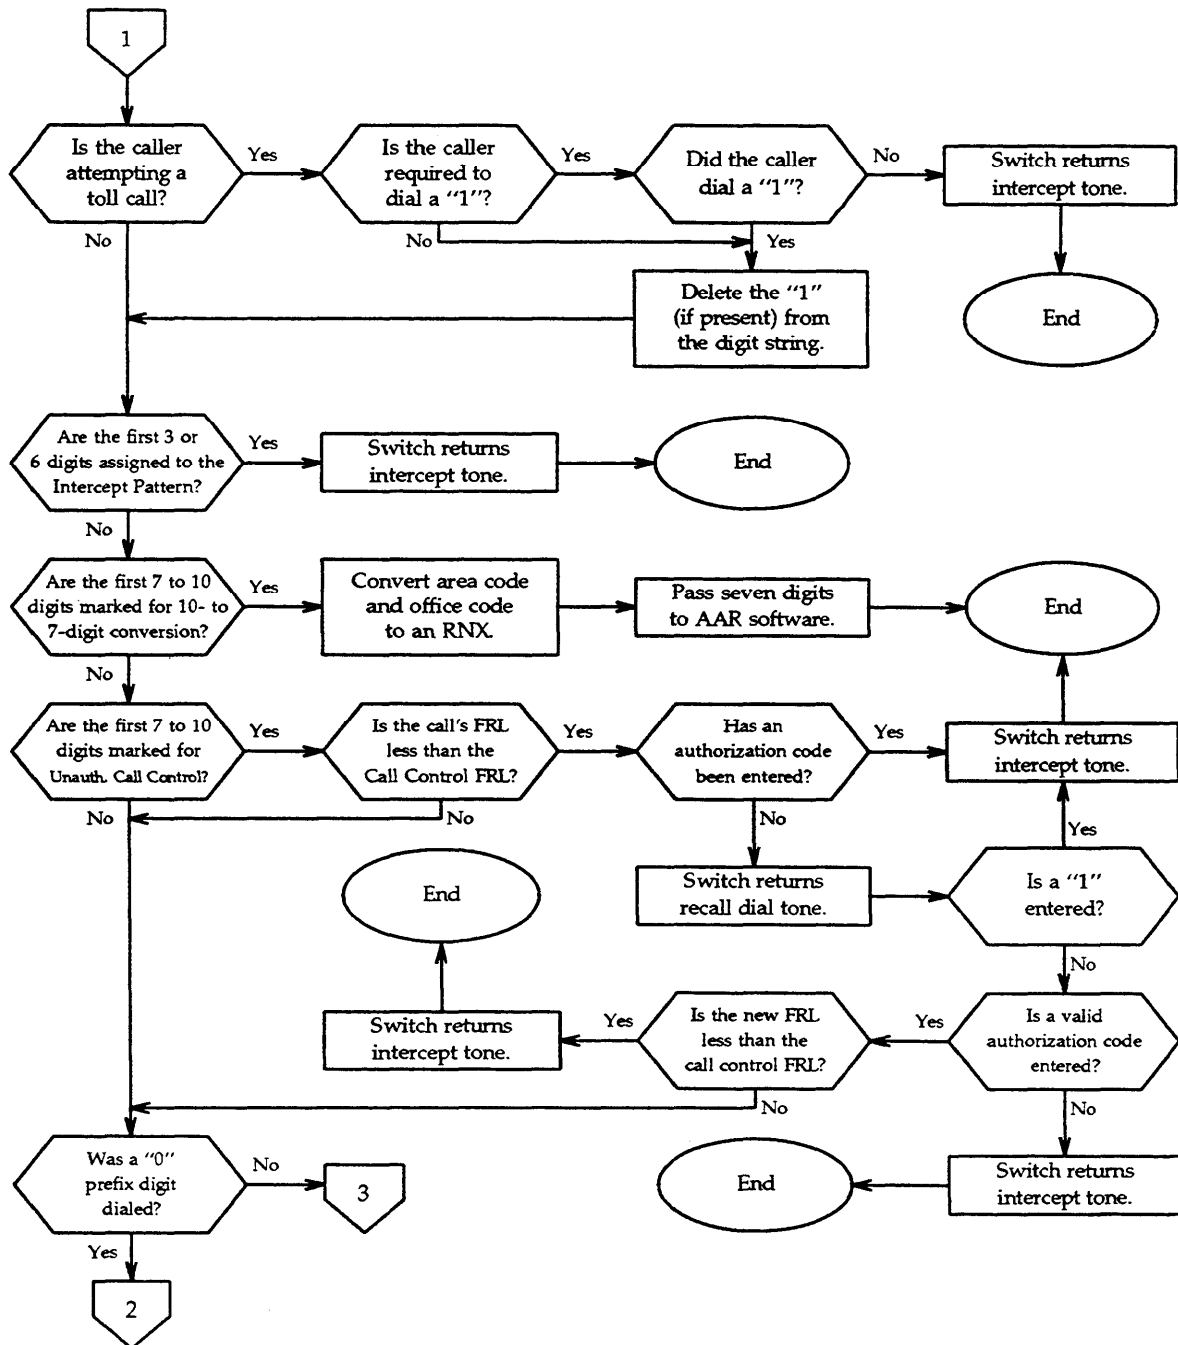 1
Is the caller
attempting a
toll call?
Yes
Is the caller
required to
dial a “1”?
Yes
Did the caller
dial a “1”?
No
Switch returns
intercept tone.
No
No
Yes
Delete the “1”
(if present) from
the digit string.
End
Are the first 3 or
6 digits assigned to the
Intercept Pattern?
Yes
Switch returns
intercept tone.
End
No
Are the first 7 to 10
digits marked for 10- to
7-digit conversion?
Yes
Convert area code
and office code
to an RNX.
Pass seven digits
to AAR software.
End
No
Are the first 7 to 10
digits marked for
Unauth. Call Control?
Yes
Is the call's FRL
less than the
Call Control FRL?
Yes
Has an
authorization code
been entered?
Yes
Switch returns
intercept tone.
No
No
No
Yes
End
Switch returns
recall dial tone.
Is a “1”
entered?
No
Switch returns
intercept tone.
Yes
Is the new FRL
less than the
call control FRL?
Yes
Is a valid
authorization code
entered?
No
No
Was a “0”
prefix digit
dialed?
No
3
End
Switch returns
intercept tone.
Yes
2